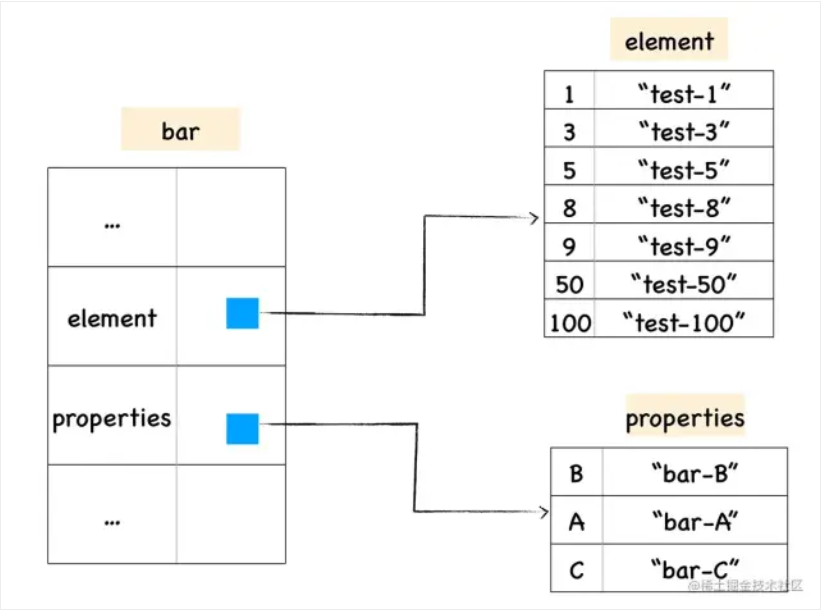 element
1 “test-1”
3 “test-3”
5 “test-5”
8 “test-8”
9 “test-9”
50 “test-50”
100 “test-100”
bar
...
element
properties
...
properties
B “bar-B”
A “bar-A”
C “bar-C”
@稀土掘金技术社区